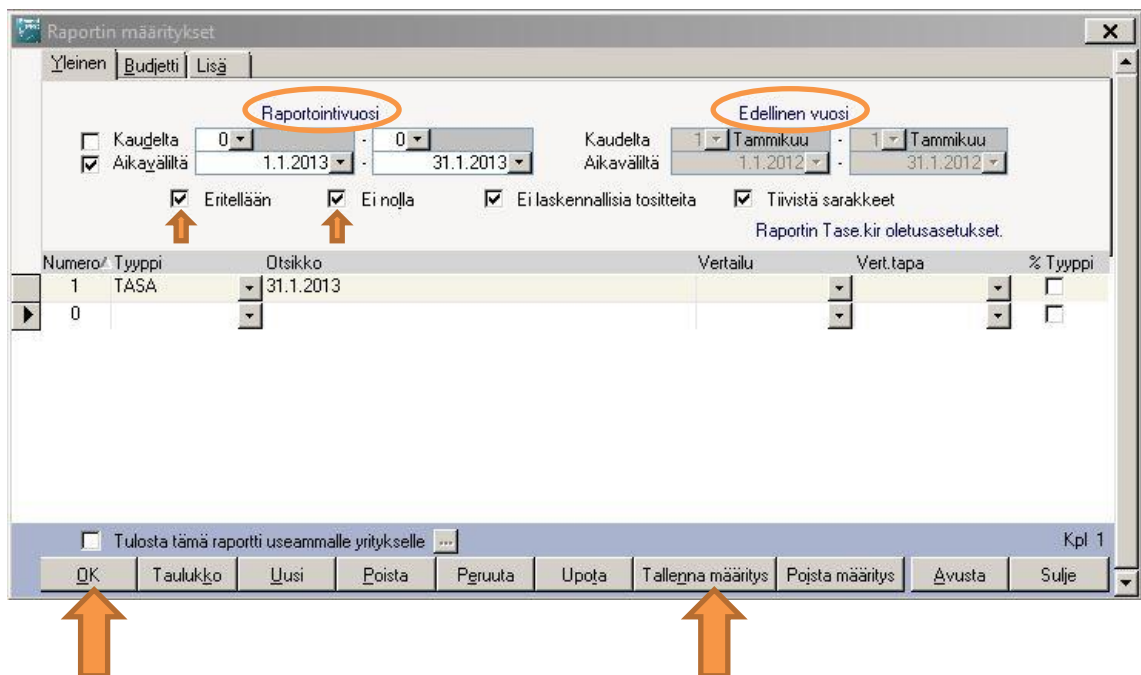 Raportin määritykset
Yleinen Budjetti Lisä
Raportointivuosi Edellinen vuosi
Kaudelta 0 - 0 Kaudelta 1 Tammikuu - 1 Tammikuu
Aikaväliltä 1.1.2013 - 31.1.2013 Aikaväliltä 1.1.2012 - 31.1.2012
Eritellään Ei nolla Ei laskennallisia tositteita Tiivistä sarakkeet
Raportin Tase.kir oletusasetukset.
Numero Tyyppi Otsikko Vertailu Vert.tapa % Tyyppi
1 TASA 31.1.2013
0
Tulosta tämä raportti useammalle yritykselle ... Kpl 1
OK Taulukko Uusi Poista Peruuta Upota Tallenna määritys Poista määritys Avusta Sulje